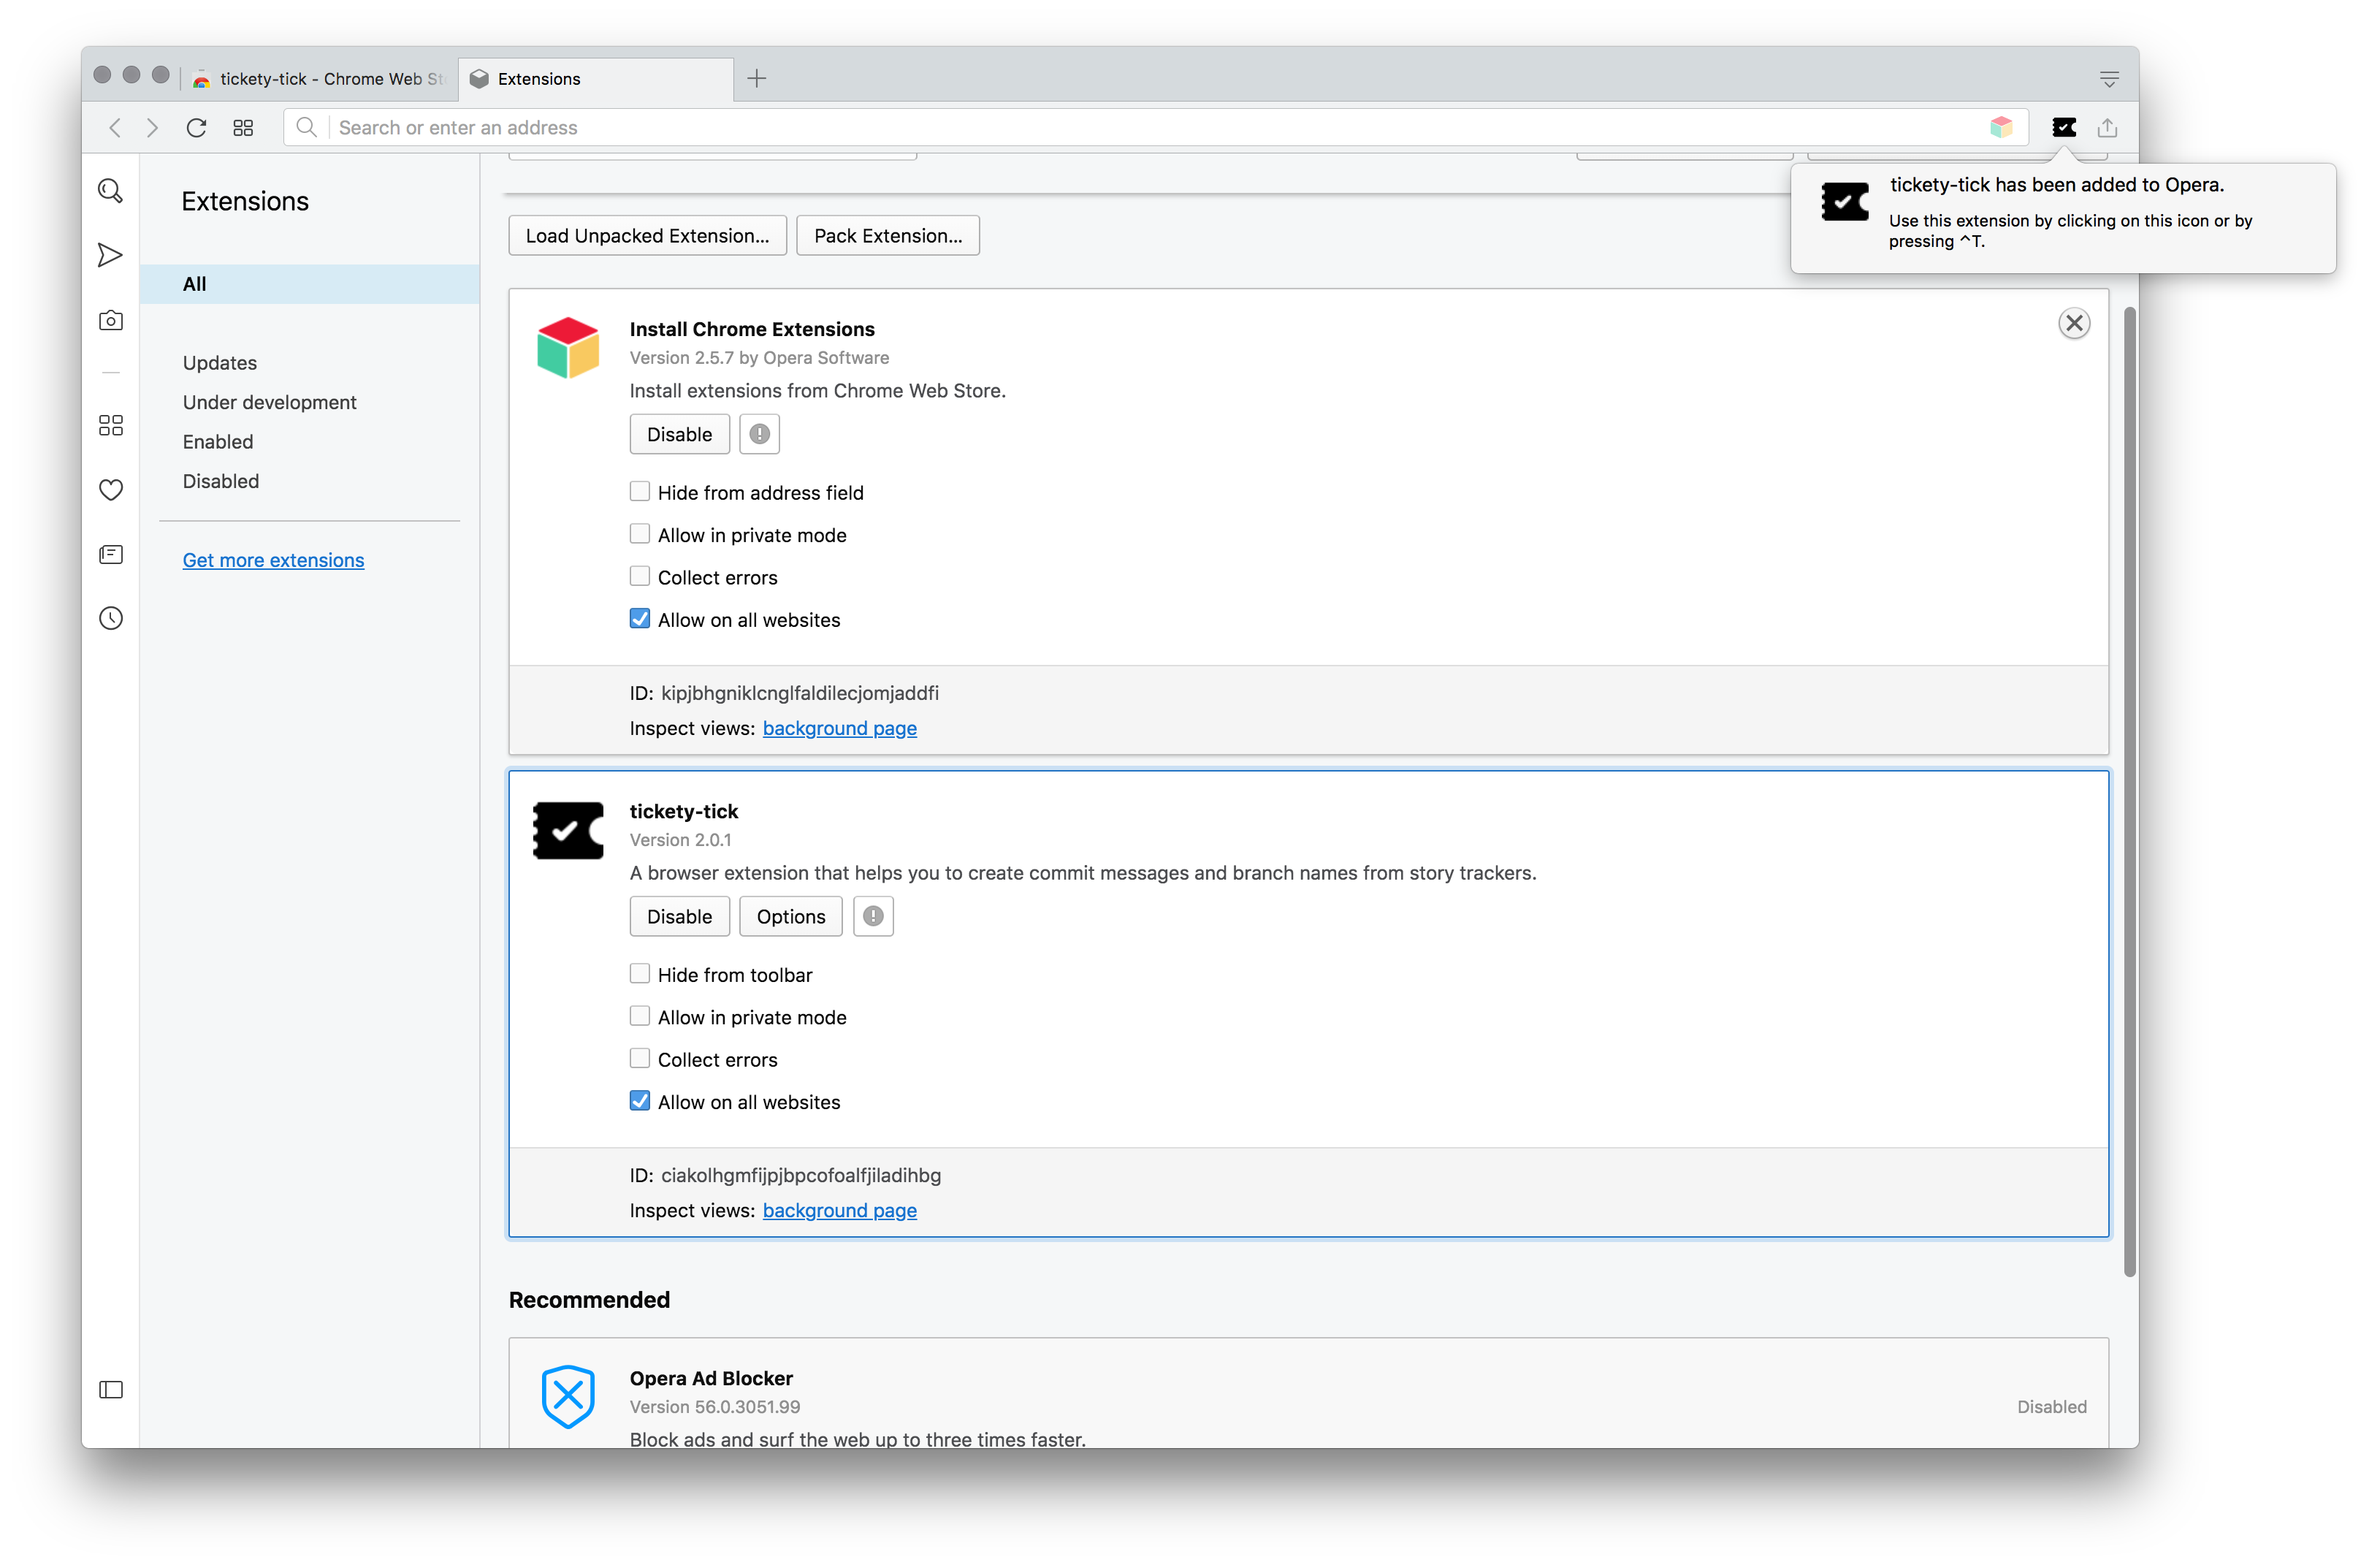 tickety-tick - Chrome Web St
Extensions
Search or enter an address
tickety-tick has been added to Opera.
Use this extension by clicking on this icon or by
pressing ^T.
Extensions
All
Updates
Under development
Enabled
Disabled
Get more extensions
Load Unpacked Extension...
Pack Extension...
Install Chrome Extensions
Version 2.5.7 by Opera Software
Install extensions from Chrome Web Store.
Disable
Hide from address field
Allow in private mode
Collect errors
Allow on all websites
ID: kipjbhgniklcnglfaldilecjomjaddfi
Inspect views: background page
tickety-tick
Version 2.0.1
A browser extension that helps you to create commit messages and branch names from story trackers.
Disable
Options
Hide from toolbar
Allow in private mode
Collect errors
Allow on all websites
ID: ciakolhgmfijpjbpcofoalfjiladihbg
Inspect views: background page
Recommended
Opera Ad Blocker
Version 56.0.3051.99
Disabled
Block ads and surf the web up to three times faster.